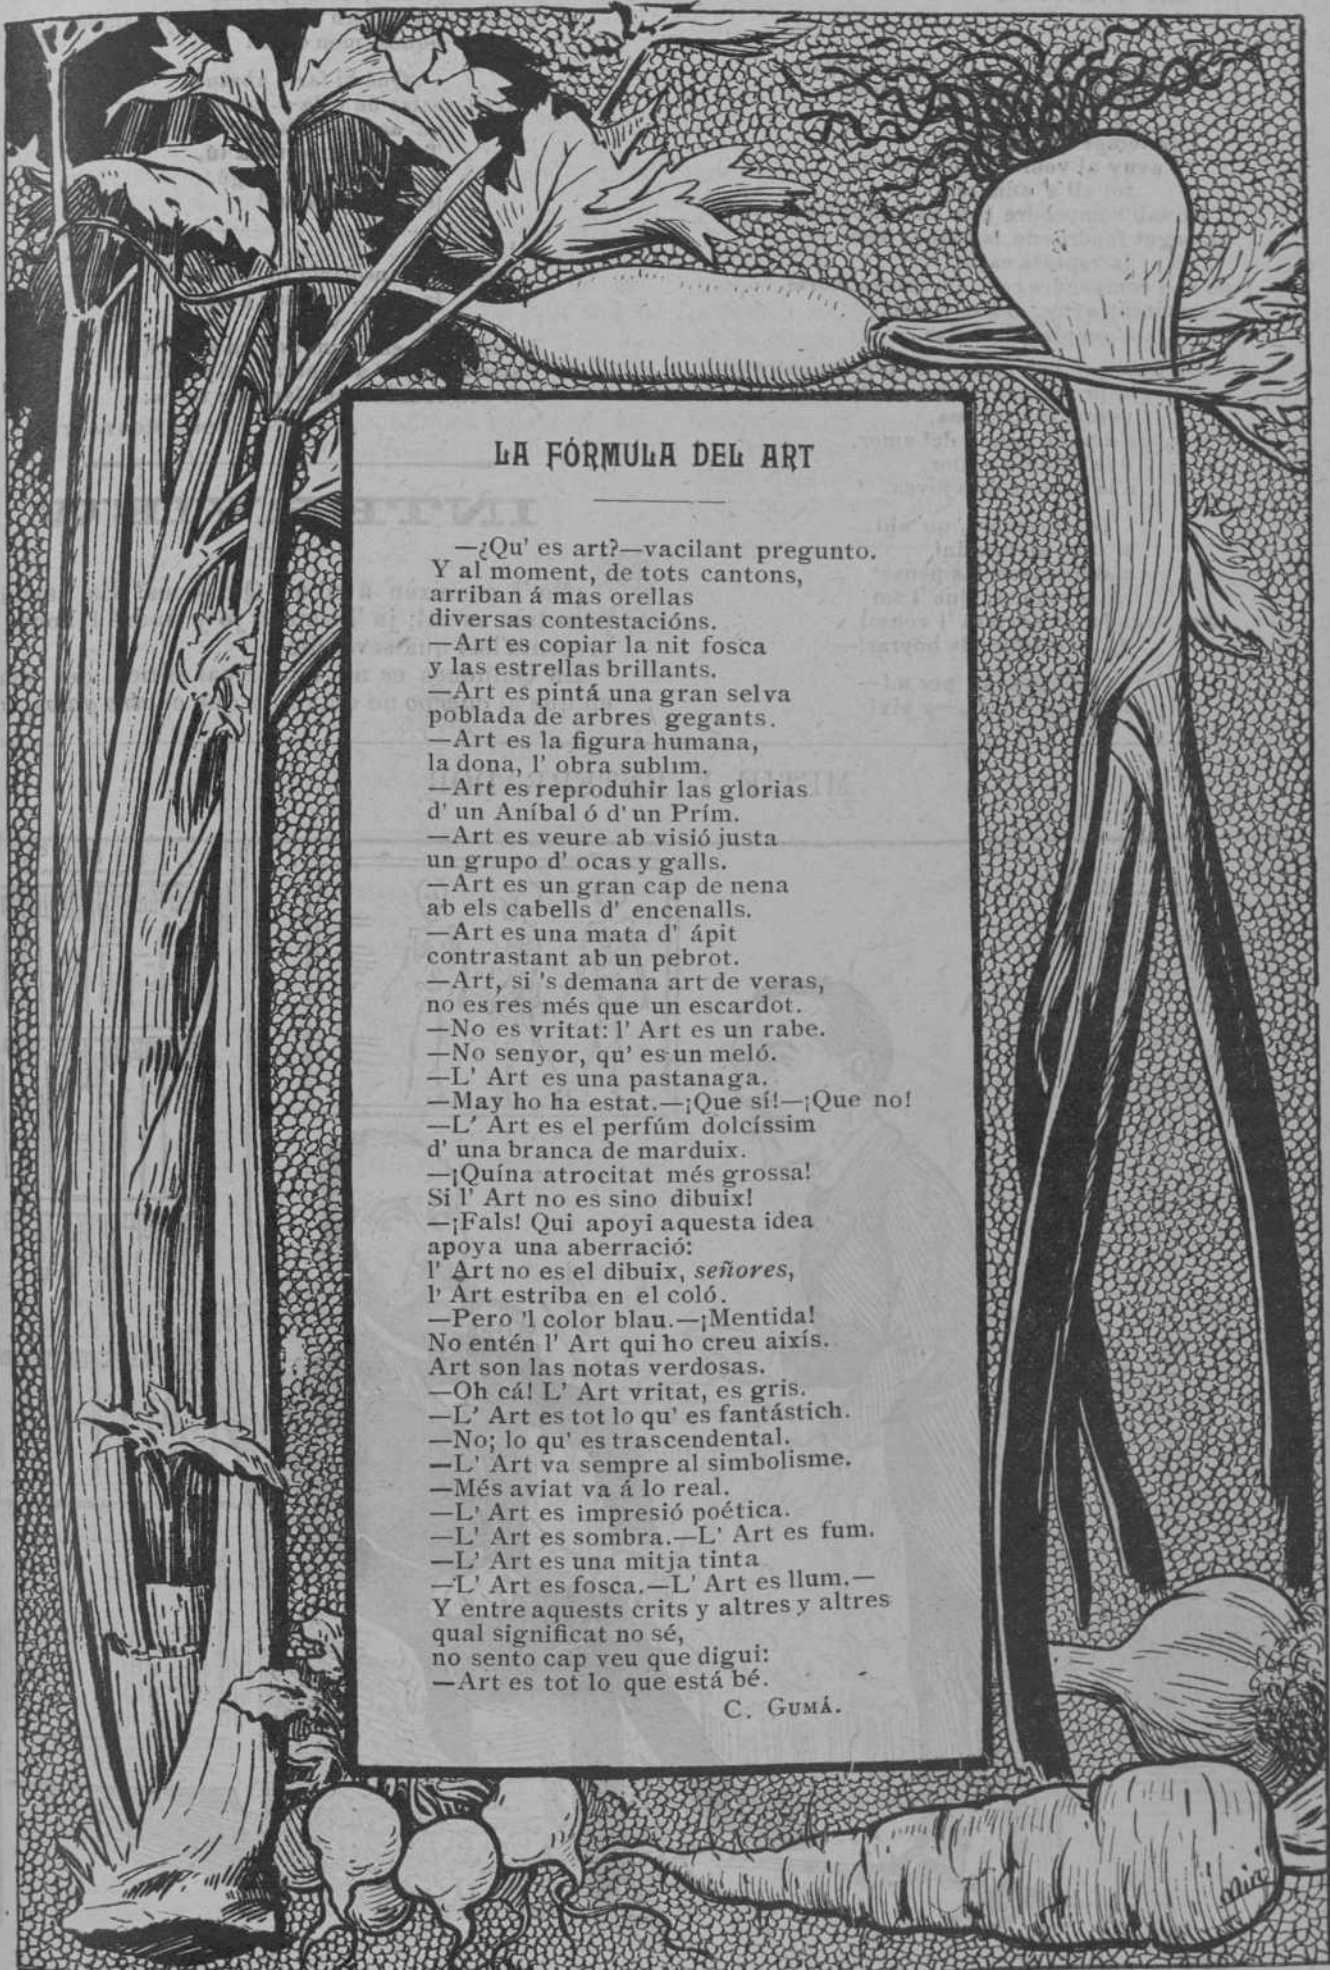 LA FÓRMULA DEL ART
—¿Qu' es art?—vacilant pregunto.
Y al moment, de tots cantons,
arriban á mas orellas
diversas contestacións.
—Art es copiar la nit fosca
y las estrellas brillants.
—Art es pintá una gran selva
poblada de arbres gegants.
—Art es la figura humana,
la dona, l' obra sublim.
—Art es reproduhir las glorias
d' un Aníbal ó d' un Prím.
—Art es veure ab visió justa
un grupo d' ocas y galls.
—Art es un gran cap de nena
ab els cabells d' encenalls.
—Art es una mata d' ápit
contrastant ab un pebrot.
—Art, si 's demana art de veras,
no es res més que un escardot.
—No es vritat: l' Art es un rabe.
—No senyor, qu' es un meló.
—L' Art es una pastanaga.
—May ho ha estat.—¡Que sí!—¡Que no!
—L' Art es el perfúm dolcíssim
d' una branca de marduix.
—¡Quína atrocitat més grossa!
Si l' Art no es sino dibuix!
—¡Fals! Qui apoyi aquesta idea
apoya una aberració:
l' Art no es el dibuix, señores,
l' Art estriba en el coló.
—Pero 'l color blau.—¡Mentida!
No entén l' Art qui ho creu aixís.
Art son las notas verdosas.
—Oh cá! L' Art vritat, es gris.
—L' Art es tot lo qu' es fantástich.
—No; lo qu' es trascendental.
—L' Art va sempre al simbolisme.
—Més aviat va á lo real.
—L' Art es impresió poética.
—L' Art es sombra.—L' Art es fum.
—L' Art es una mitja tinta
—L' Art es fosca.—L' Art es llum.—
Y entre aquests crits y altres y altres
qual significat no sé,
no sento cap veu que digui:
—Art es tot lo que está bé.
C. GUMÁ.